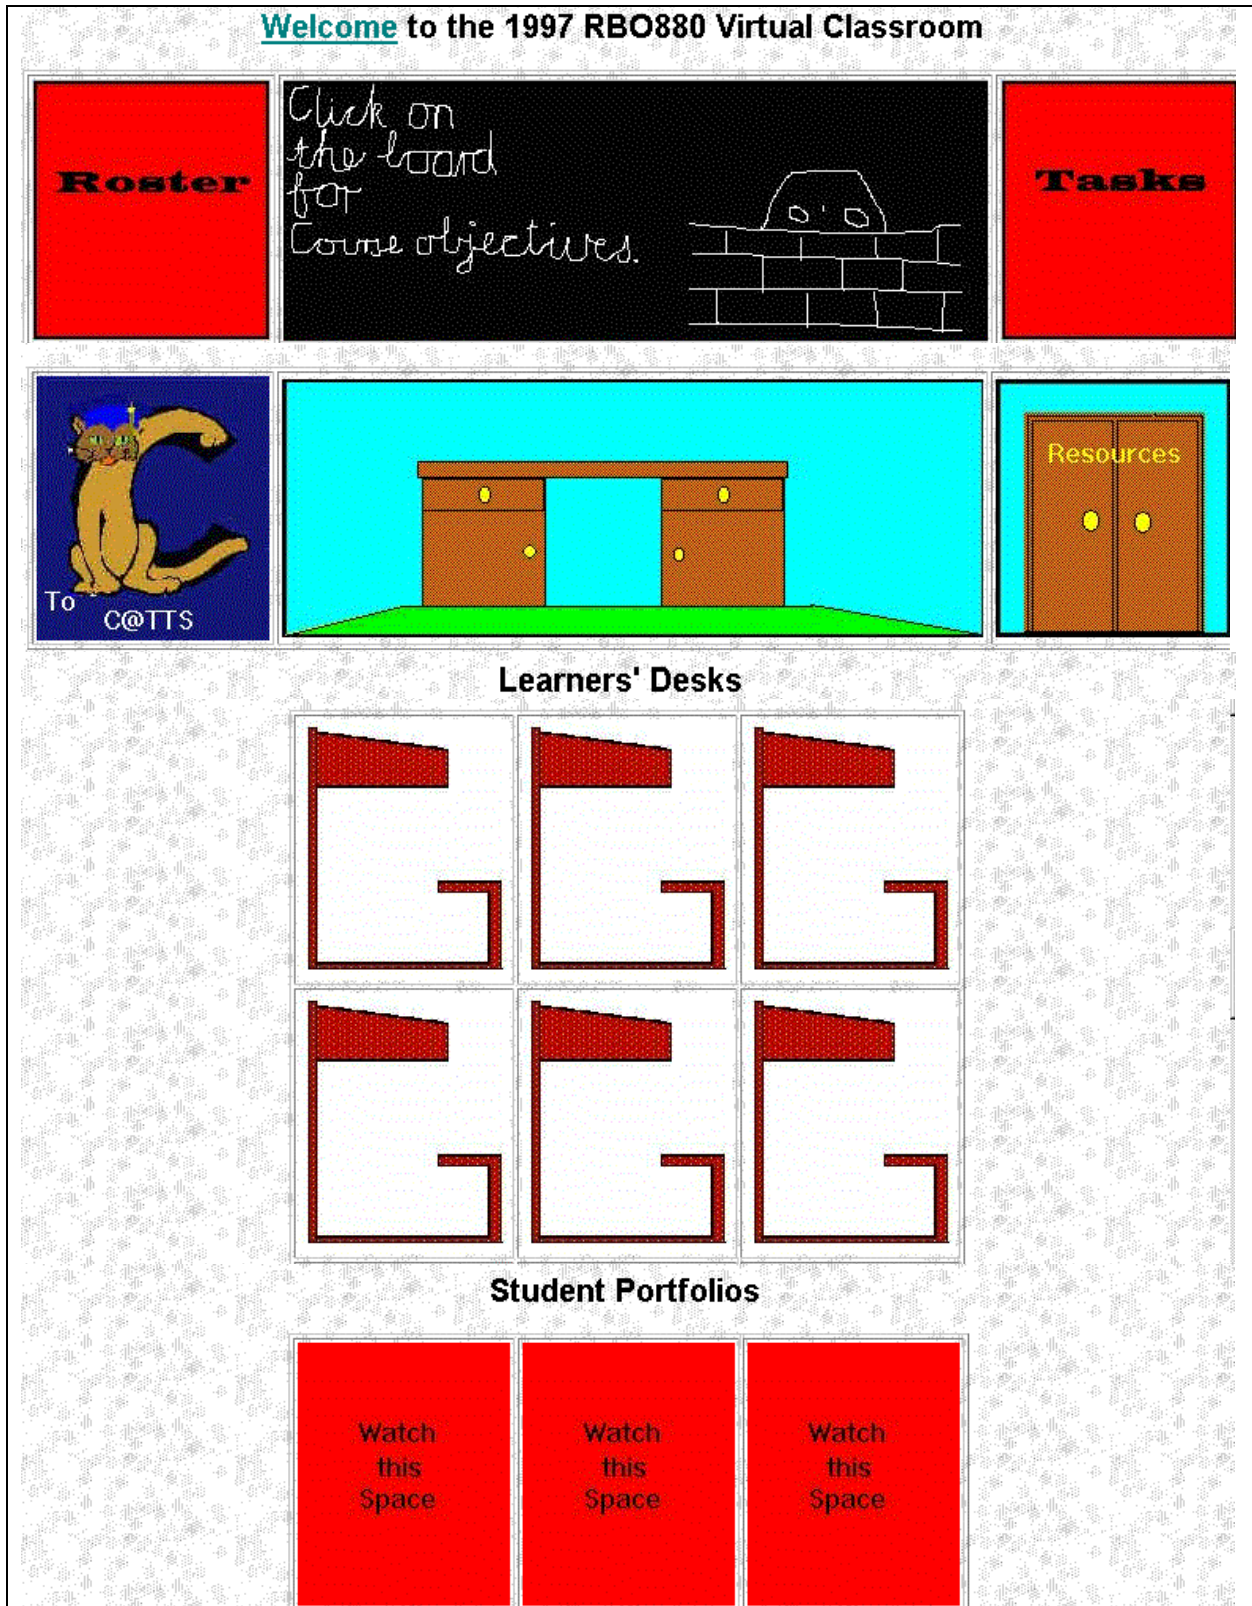 Welcome to the 1997 RBO880 Virtual Classroom
Roster
Click on
the board
for
Course objectives.
Tasks
To
C@TTS
Resources
Learners' Desks
Student Portfolios
Watch
this
Space
Watch
this
Space
Watch
this
Space